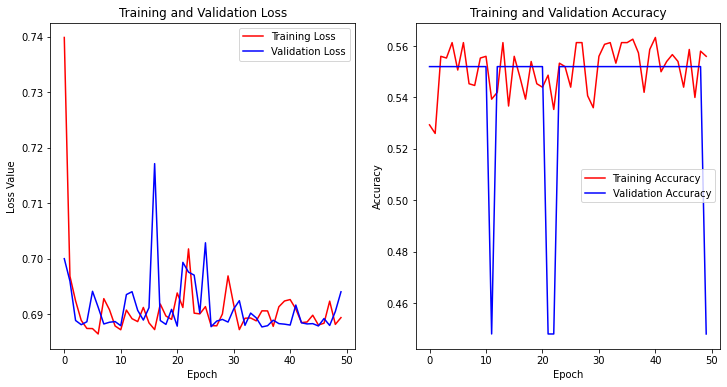 Training and Validation Loss
Training and Validation Accuracy
0.74
0.73
0.72
0.71
0.70
0.69
Loss Value
Training Loss
Validation Loss
0
10
20
30
40
50
Epoch
0.56
0.54
0.52
0.50
0.48
0.46
Accuracy
Training Accuracy
Validation Accuracy
0
10
20
30
40
50
Epoch